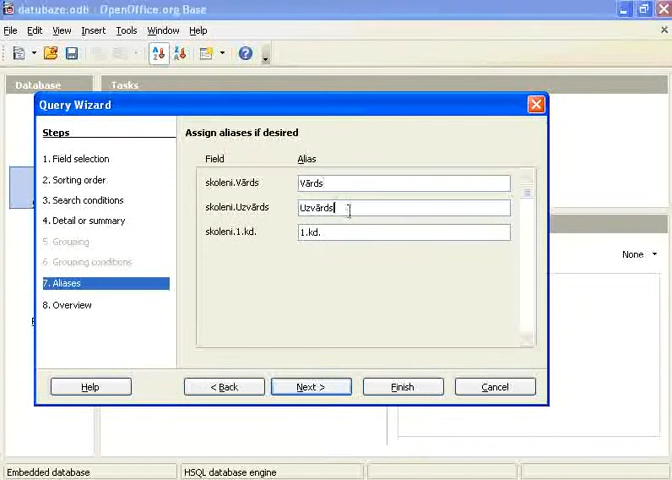 datubaze.odb - OpenOffice.org Base
File Edit View Insert Tools Window Help
Database
Tasks
Query Wizard
Steps
1. Field selection
2. Sorting order
3. Search conditions
4. Detail or summary
5. Grouping
6. Grouping conditions
7. Aliases
8. Overview
Assign aliases if desired
Field Alias
skoleni.Vārds Vārds
skoleni.Uzvārds Uzvārds
skoleni.1.kd. 1.kd.
None
Help < Back Next > Finish Cancel
Embedded database HSQL database engine